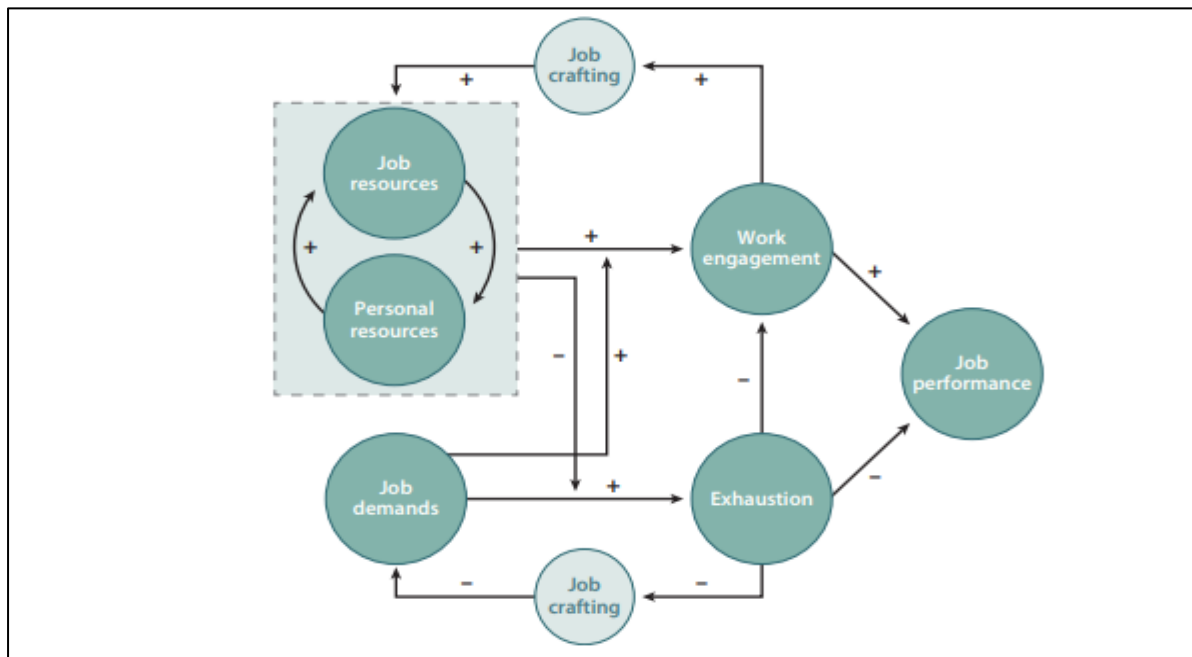 Job
crafting
+
+
Job
resources
+
+
Personal
resources
+
Work
engagement
+
−
+
−
Job
performance
Job
demands
+
Exhaustion
−
−
−
Job
crafting